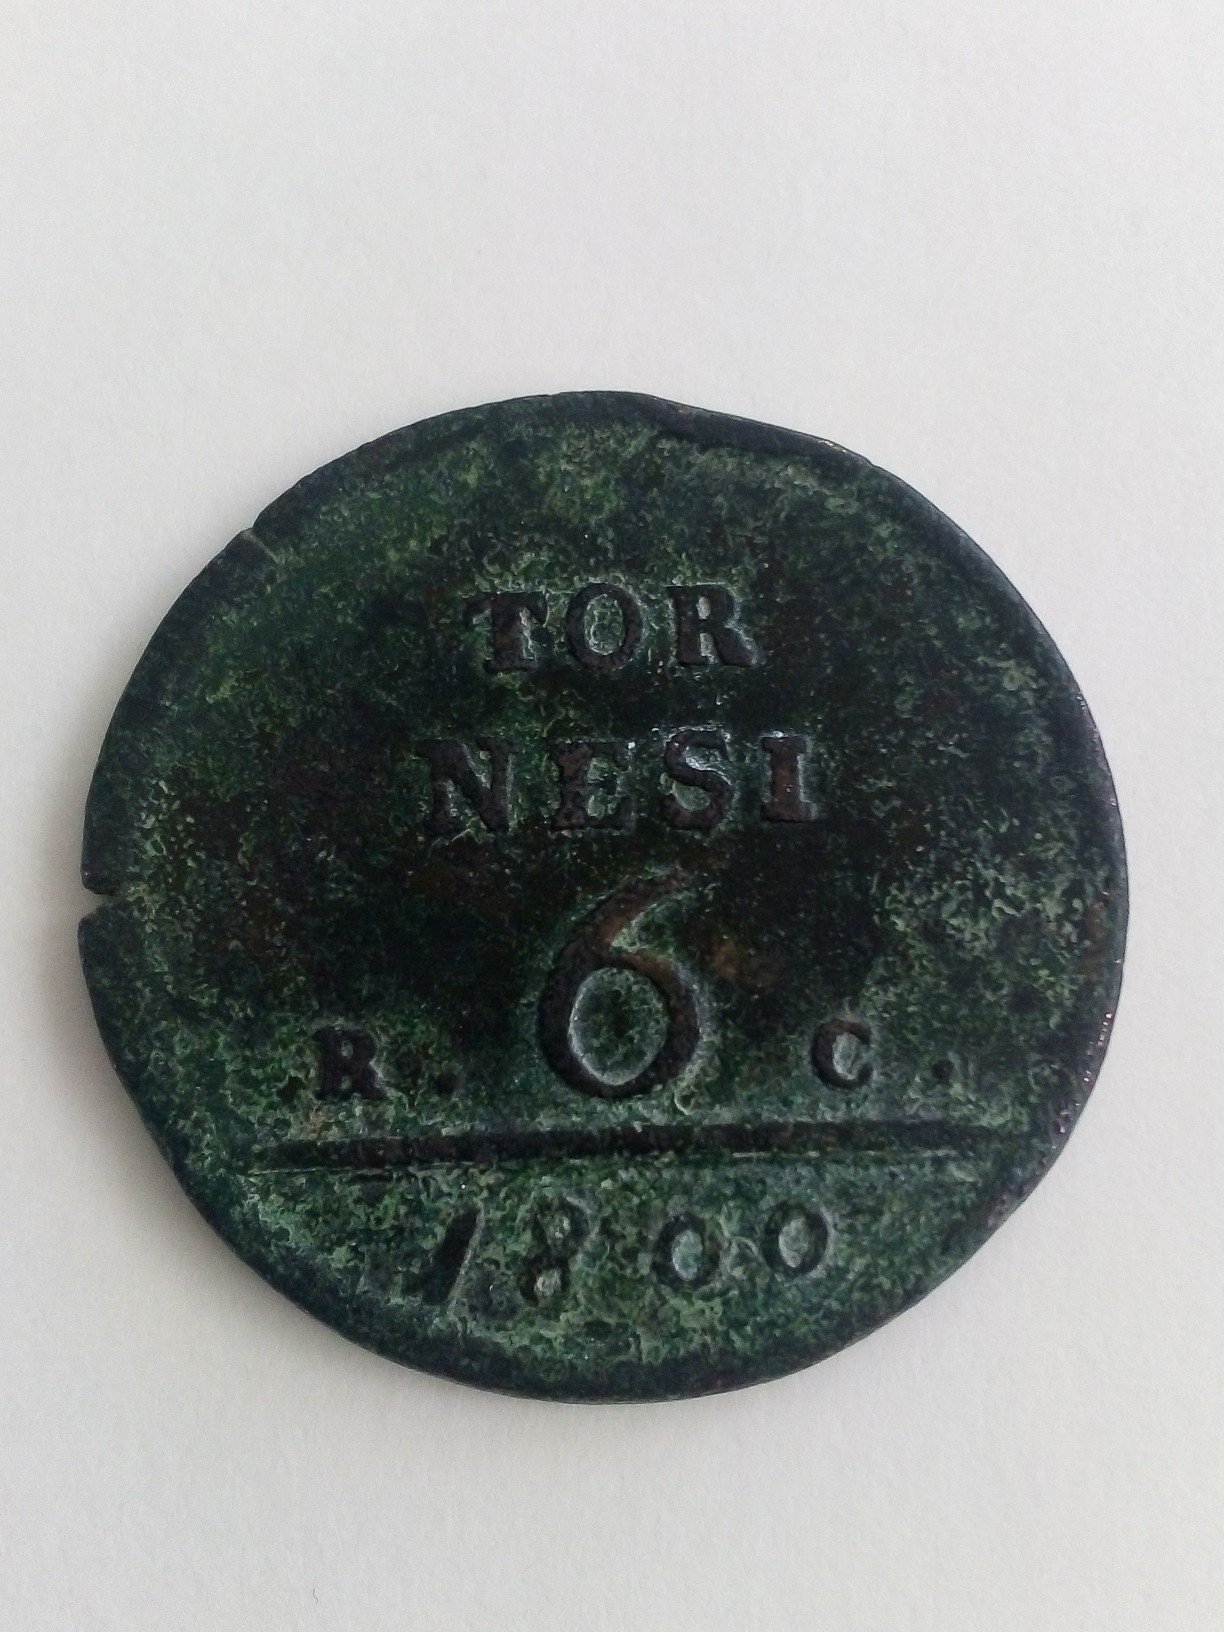 TOR
NESI
R. 6 C.
1800